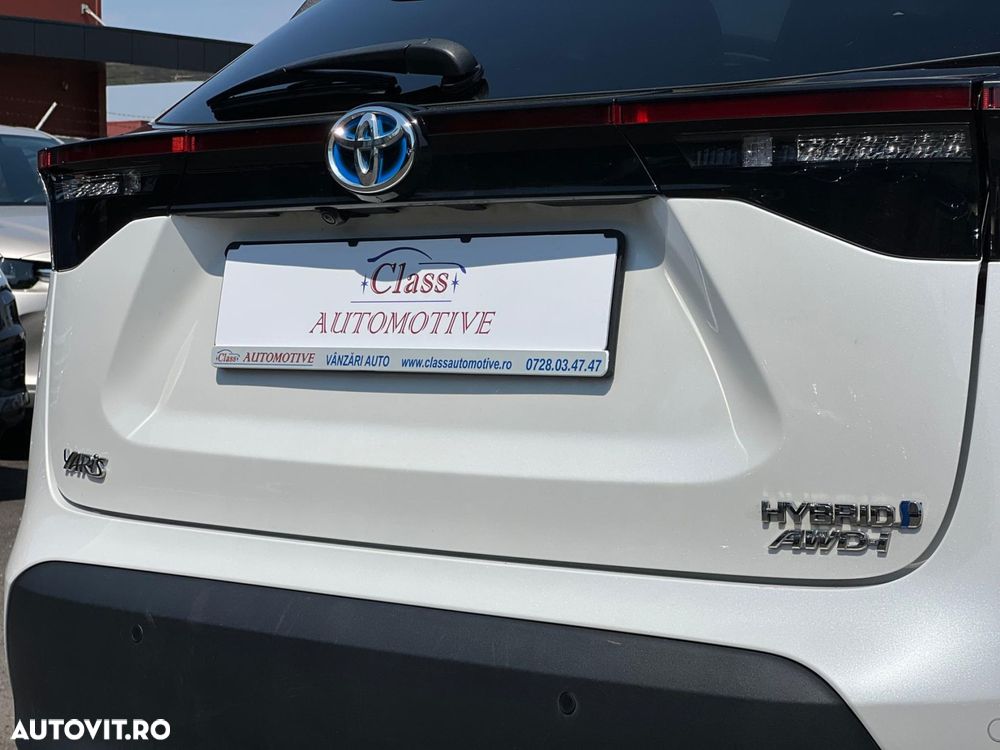 Class
AUTOMOTIVE
Class AUTOMOTIVE VÂNZĂRI AUTO www.classautomotive.ro 0728.03.47.47
YARiS
HYBRID
AWD-i
AUTOVIT.RO